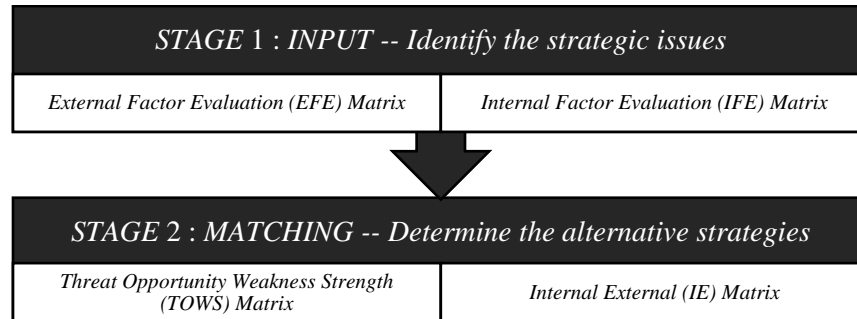 STAGE 1 : INPUT -- Identify the strategic issues
External Factor Evaluation (EFE) Matrix
Internal Factor Evaluation (IFE) Matrix
STAGE 2 : MATCHING -- Determine the alternative strategies
Threat Opportunity Weakness Strength
(TOWS) Matrix
Internal External (IE) Matrix